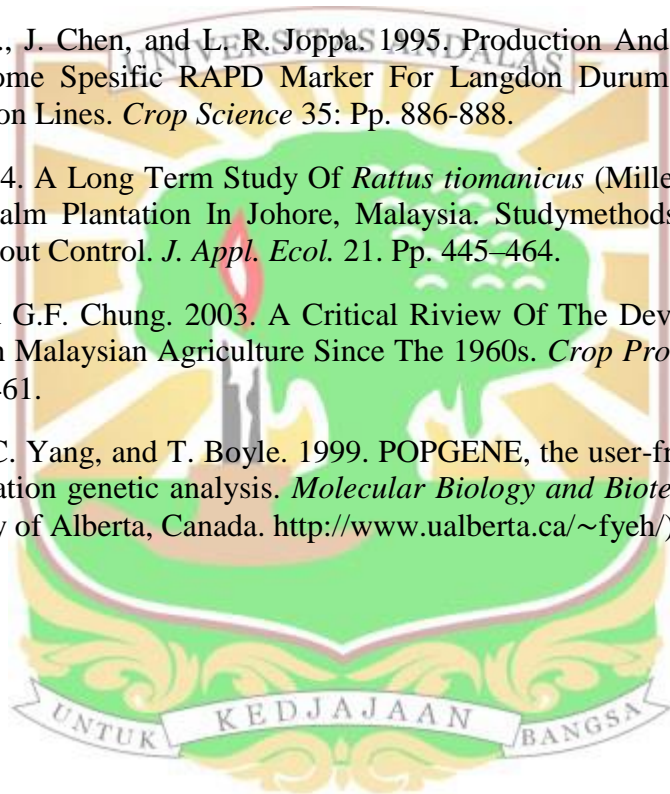 UNIVERSITAS ANDALAS
., J. Chen, and L. R. Joppa. 1995. Production And
ome Spesific RAPD Marker For Langdon Durum
on Lines. Crop Science 35: Pp. 886-888.
4. A Long Term Study Of Rattus tiomanicus (Mille
alm Plantation In Johore, Malaysia. Studymethods
out Control. J. Appl. Ecol. 21. Pp. 445–464.
G.F. Chung. 2003. A Critical Riview Of The Dev
n Malaysian Agriculture Since The 1960s. Crop Pro
461.
C. Yang, and T. Boyle. 1999. POPGENE, the user-fr
ation genetic analysis. Molecular Biology and Biote
y of Alberta, Canada. http://www.ualberta.ca/~fyeh/)
UNTUK KEDJAJAAN BANGSA